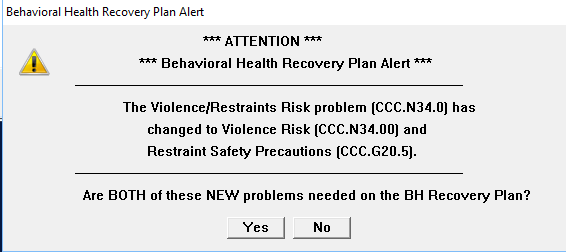 Behavioral Health Recovery Plan Alert
*** ATTENTION ***
*** Behavioral Health Recovery Plan Alert ***
The Violence/Restraints Risk problem (CCC.N34.0) has
changed to Violence Risk (CCC.N34.00) and
Restraint Safety Precautions (CCC.G20.5).
Are BOTH of these NEW problems needed on the BH Recovery Plan?
Yes No